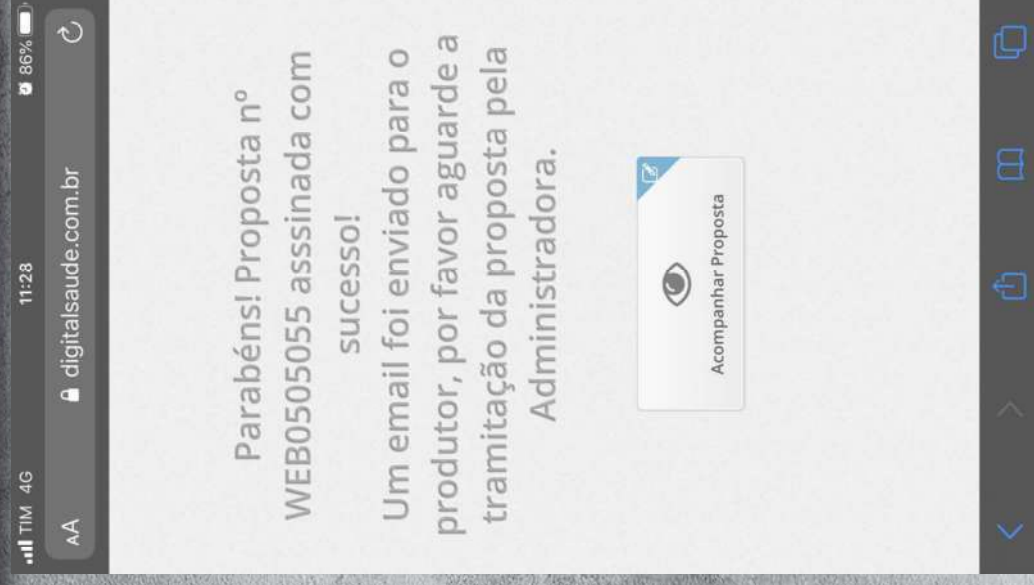 TIM 4G 11:28 86%
AA digitalsaude.com.br
Parabéns! Proposta nº
WEB0505055 asssinada com
sucesso!
Um email foi enviado para o
produtor, por favor aguarde a
tramitação da proposta pela
Administradora.
Acompanhar Proposta